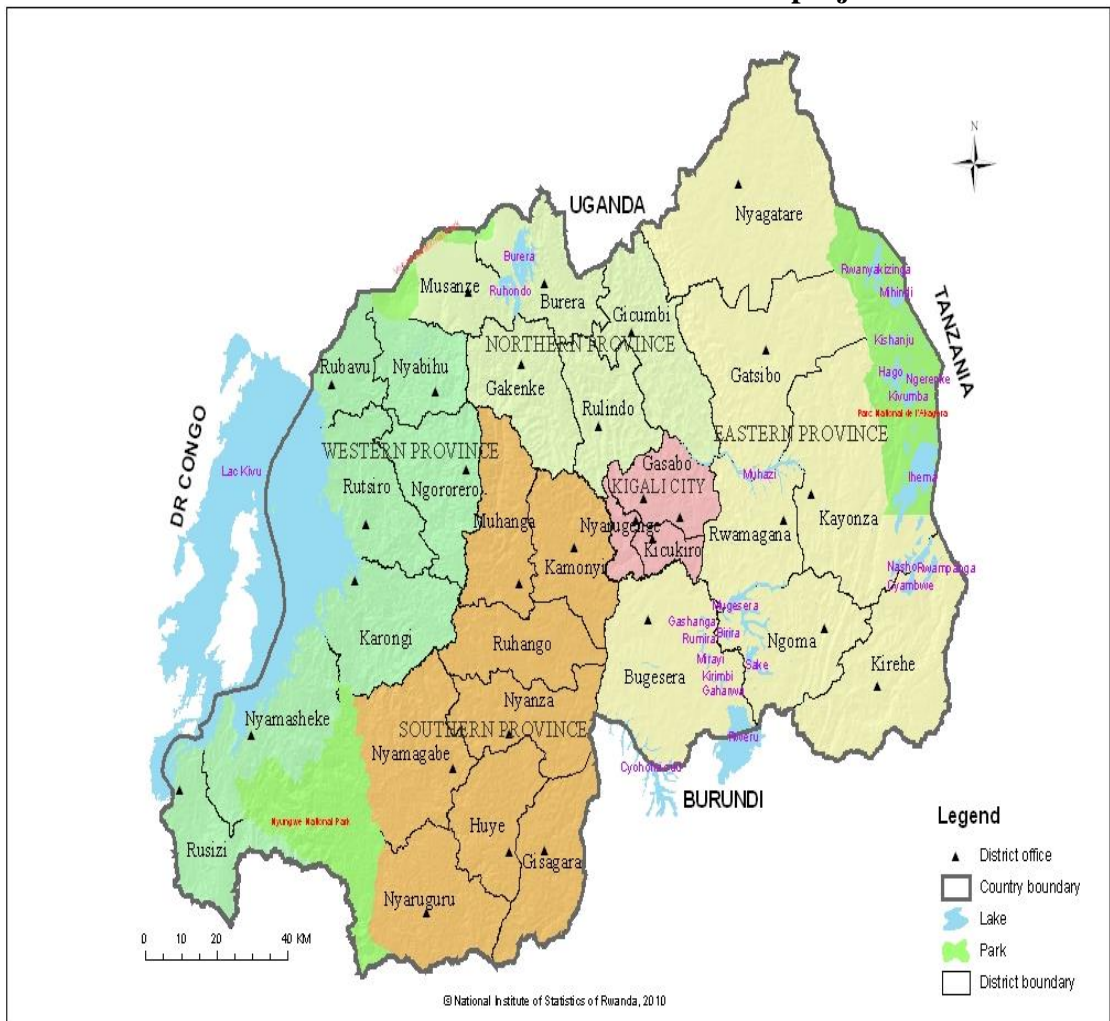 N
UGANDA
Nyagatare
Burera
Rwanyakizinga
Musanze
Ruhondo
Burera
Mihindi
Gicumbi
TANZANIA
NORTHERN PROVINCE
Kishanju
Rubavu
Nyabihu
Gakenke
Gatsibo
Hago
Ngerenke
Kivumba
Rulindo
Parc National de l'Akagera
DR CONGO
EASTERN PROVINCE
WESTERN PROVINCE
Gasabo
Lac Kivu
Muhazi
Ihema
Rutsiro
Ngororero
KIGALI CITY
Muhanga
Nyarugenge
Kayonza
Kicukiro
Rwamagana
Kamonyi
Nasho
Rwampanga
Cyambwe
Mugesera
Gashanga
Birira
Karongi
Rumira
Ngoma
Ruhango
Mirayi
Sake
Kirehe
Bugesera
Kirimbi
Gaharwa
Nyanza
Nyamasheke
SOUTHERN PROVINCE
Rweru
Nyamagabe
BURUNDI
Nyungwe National Park
Huye
Rusizi
Gisagara
Nyaruguru
Legend
District office
Country boundary
Lake
Park
District boundary
0 10 20 40 KM
© National Institute of Statistics of Rwanda, 2010